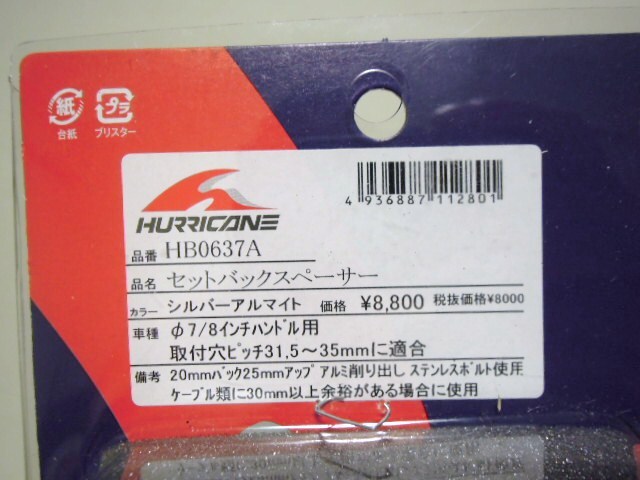 紙
台紙
プラ
ブリスター
4 936887 112801
HURRICANE
品番 HB0637A
品名 セットバックスペーサー
カラー シルバーアルマイト 価格 ¥8,800 税抜価格¥8000
車種 φ7/8インチハンドル用
取付穴ピッチ31.5~35mmに適合
備考 20mmバック25mmアップ アルミ削り出し ステンレスボルト使用
ケーブル類に30mm以上余裕がある場合に使用